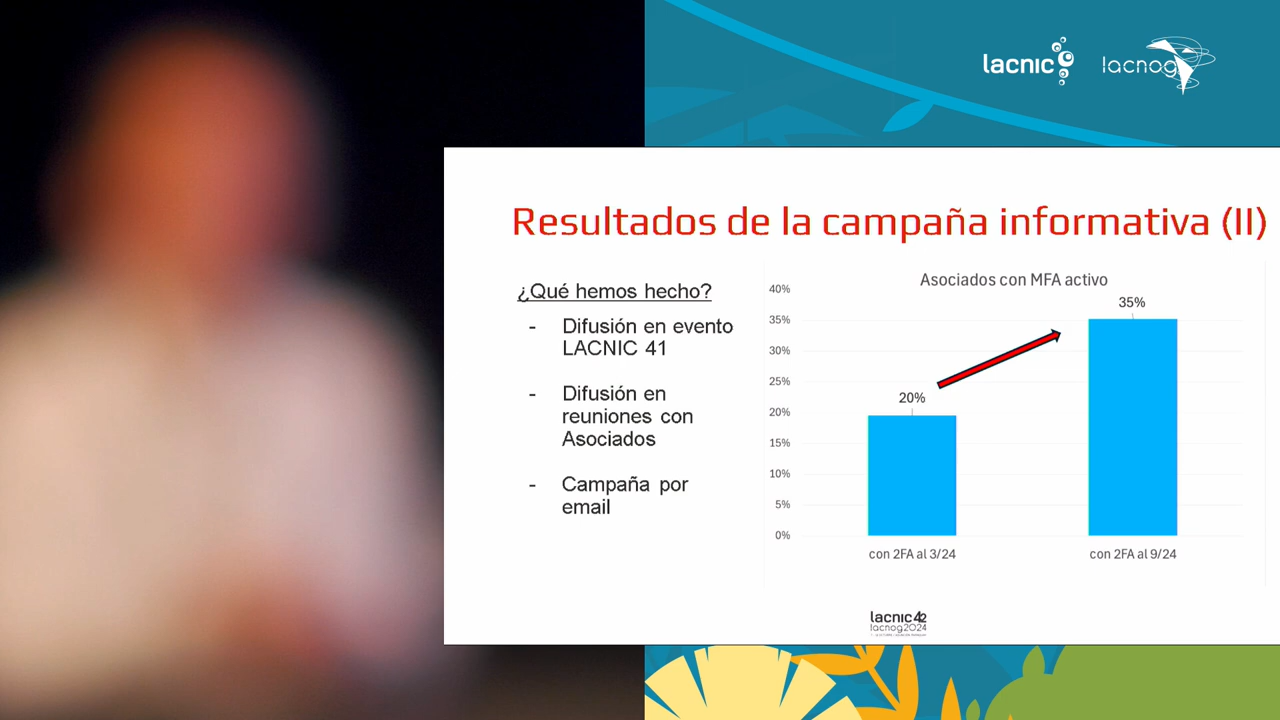 lacnic
lacnog
Resultados de la campaña informativa (II)
¿Qué hemos hecho?
- Difusión en evento
LACNIC 41
- Difusión en
reuniones con
Asociados
- Campaña por
email
Asociados con MFA activo
40%
35%
30%
25%
20%
15%
10%
5%
0%
20%
35%
con 2FA al 3/24
con 2FA al 9/24
lacnic42
lacnog2024